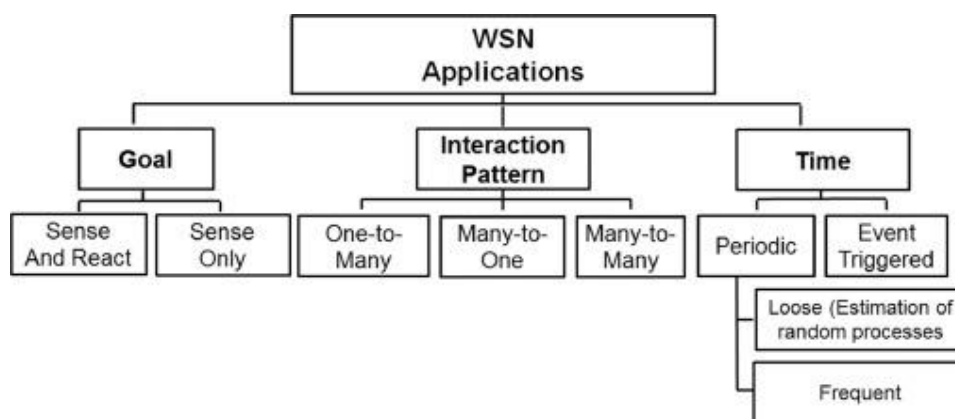 WSN
Applications
Goal
Interaction
Pattern
Time
Sense
And React
Sense
Only
One-to-
Many
Many-to-
One
Many-to-
Many
Periodic
Event
Triggered
Loose (Estimation of
random processes
Frequent